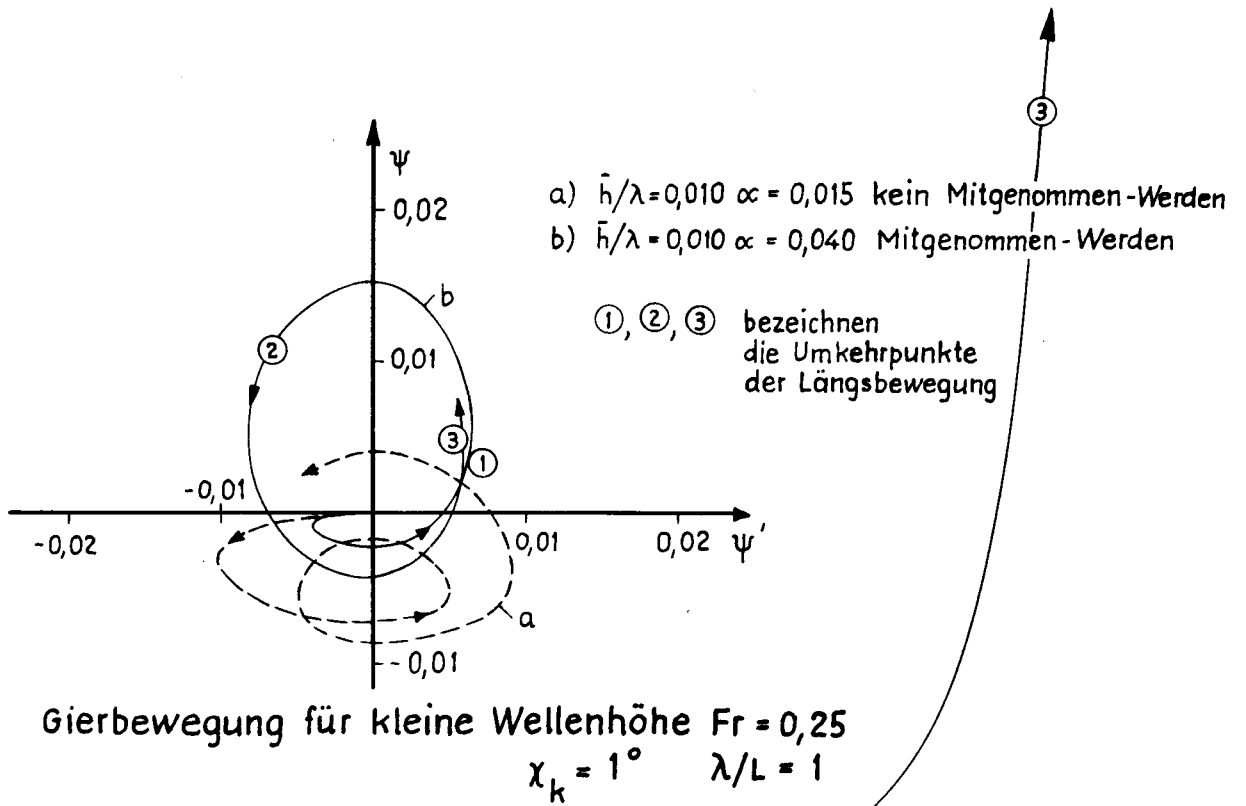 ③
ψ
a) h̄/λ=0,010 α = 0,015 kein Mitgenommen-Werden
0,02
b) h̄/λ = 0,010 α = 0,040 Mitgenommen-Werden
b
①, ②, ③ bezeichnen
die Umkehrpunkte
der Längsbewegung
②
0,01
③
①
-0,01
-0,02
0,01
0,02
ψ'
a
-0,01
Gierbewegung für kleine Wellenhöhe Fr = 0,25
χk = 1° λ/L = 1